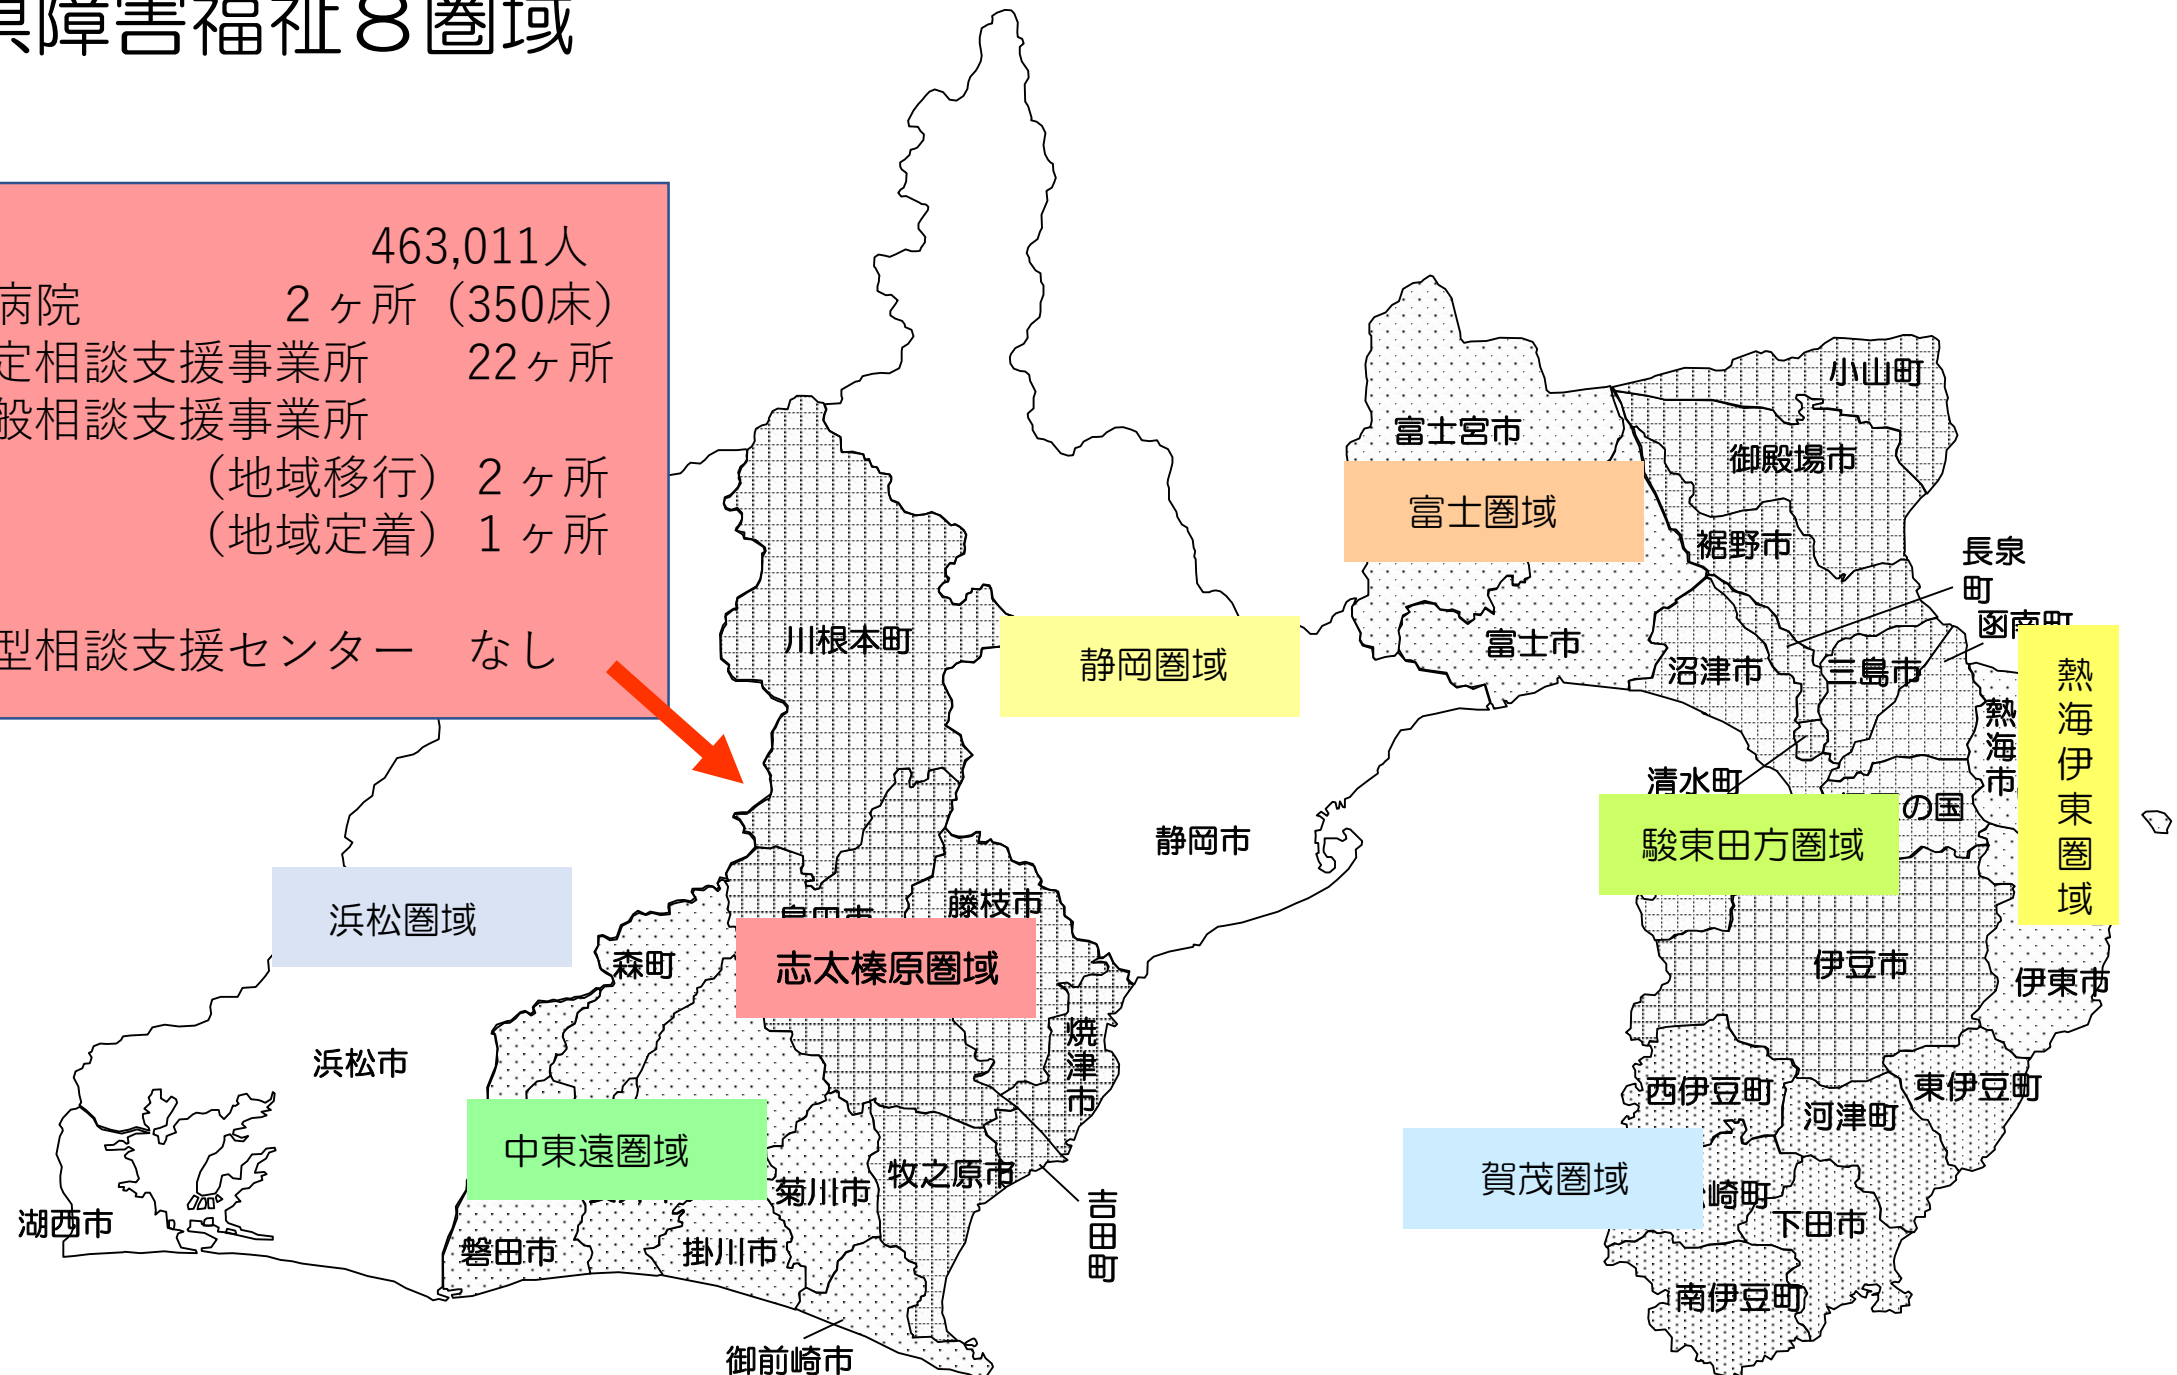 県障害福祉８圏域
463,011人
病院 ２ヶ所（350床）
定相談支援事業所 22ヶ所
般相談支援事業所
（地域移行）２ヶ所
（地域定着）１ヶ所
型相談支援センター なし
小山町
富士宮市
御殿場市
富士圏域
裾野市
長泉
町
函南町
川根本町
富士市
静岡圏域
沼津市
三島市
熱海市
熱海伊東圏域
清水町
の国
静岡市
駿東田方圏域
浜松圏域
島田市
藤枝市
森町
志太榛原圏域
伊豆市
伊東市
浜松市
焼津市
西伊豆町
東伊豆町
河津町
中東遠圏域
牧之原市
賀茂圏域
菊川市
崎町
吉田町
湖西市
下田市
磐田市
掛川市
南伊豆町
御前崎市